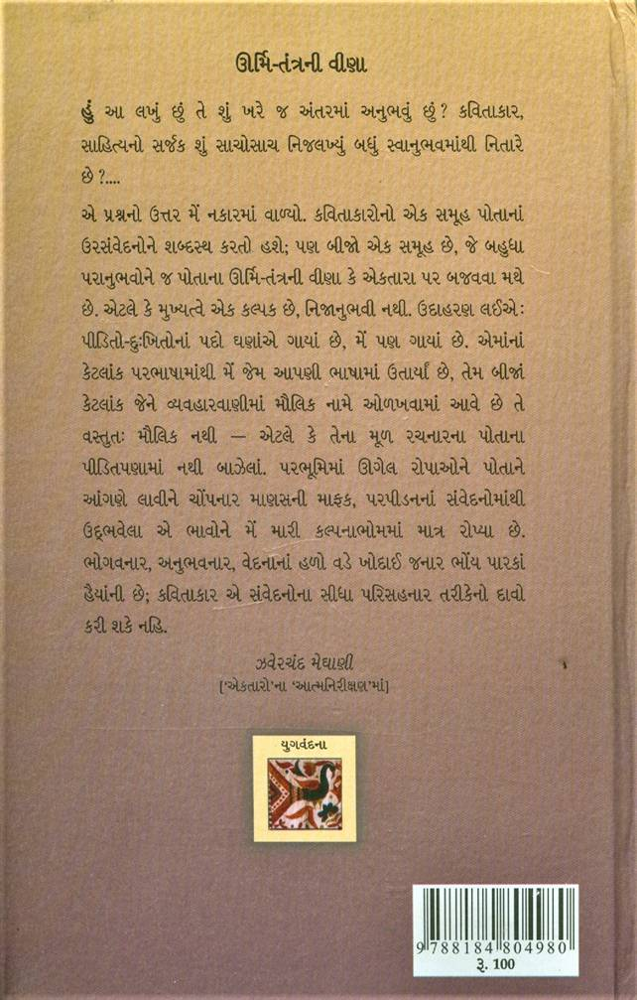 ઊર્મિ-તંત્રની વીણા
હું આ લખું છું તે શું ખરે જ અંતરમાં અનુભવું છું? કવિતાકાર,
સાહિત્યનો સર્જક શું સાચોસાચ નિજલખ્યું બધું સ્વાનુભવમાંથી નિતારે
છે?....
એ પ્રશ્નનો ઉત્તર મેં નકારમાં વાળ્યો. કવિતાકારોનો એક સમૂહ પોતાનાં
ઉરસંવેદનોને શબ્દસ્થ કરતો હશે; પણ બીજો એક સમૂહ છે, જે બહુધા
પરાનુભવોને જ પોતાના ઊર્મિ-તંત્રની વીણા કે એકતારા પર બજવવા મથે
છે. એટલે કે મુખ્યત્વે એક કલ્પક છે, નિજાનુભવી નથી. ઉદાહરણ લઈએ:
પીડિતો-દુઃખિતોનાં પદો ઘણાંએ ગાયાં છે, મેં પણ ગાયાં છે. એમાંનાં
કેટલાંક પરભાષામાંથી મેં જેમ આપણી ભાષામાં ઉતાર્યાં છે, તેમ બીજાં
કેટલાંક જેને વ્યવહારવાણીમાં મૌલિક નામે ઓળખવામાં આવે છે તે
વસ્તુતઃ મૌલિક નથી — એટલે કે તેના મૂળ રચનારના પોતાના
પીડિતપણામાં નથી બાઝેલાં. પરભૂમિમાં ઊગેલ રોપાઓને પોતાને
આંગણે લાવીને ચોંપનાર માણસની માફક, પરપીડનનાં સંવેદનોમાંથી
ઉદ્ભવેલા એ ભાવોને મેં મારી કલ્પનાભોમમાં માત્ર રોપ્યા છે.
ભોગવનાર, અનુભવનાર, વેદનાનાં હળો વડે ખોદાઈ જનાર ભોંય પારકાં
હૈયાંની છે; કવિતાકાર એ સંવેદનોના સીધા પરિસહનાર તરીકેનો દાવો
કરી શકે નહિ.
ઝવેરચંદ મેઘાણી
['એકતારો'ના 'આત્મનિરીક્ષણ'માં]
યુગવંદના
9 788184 804980
રૂ. 100